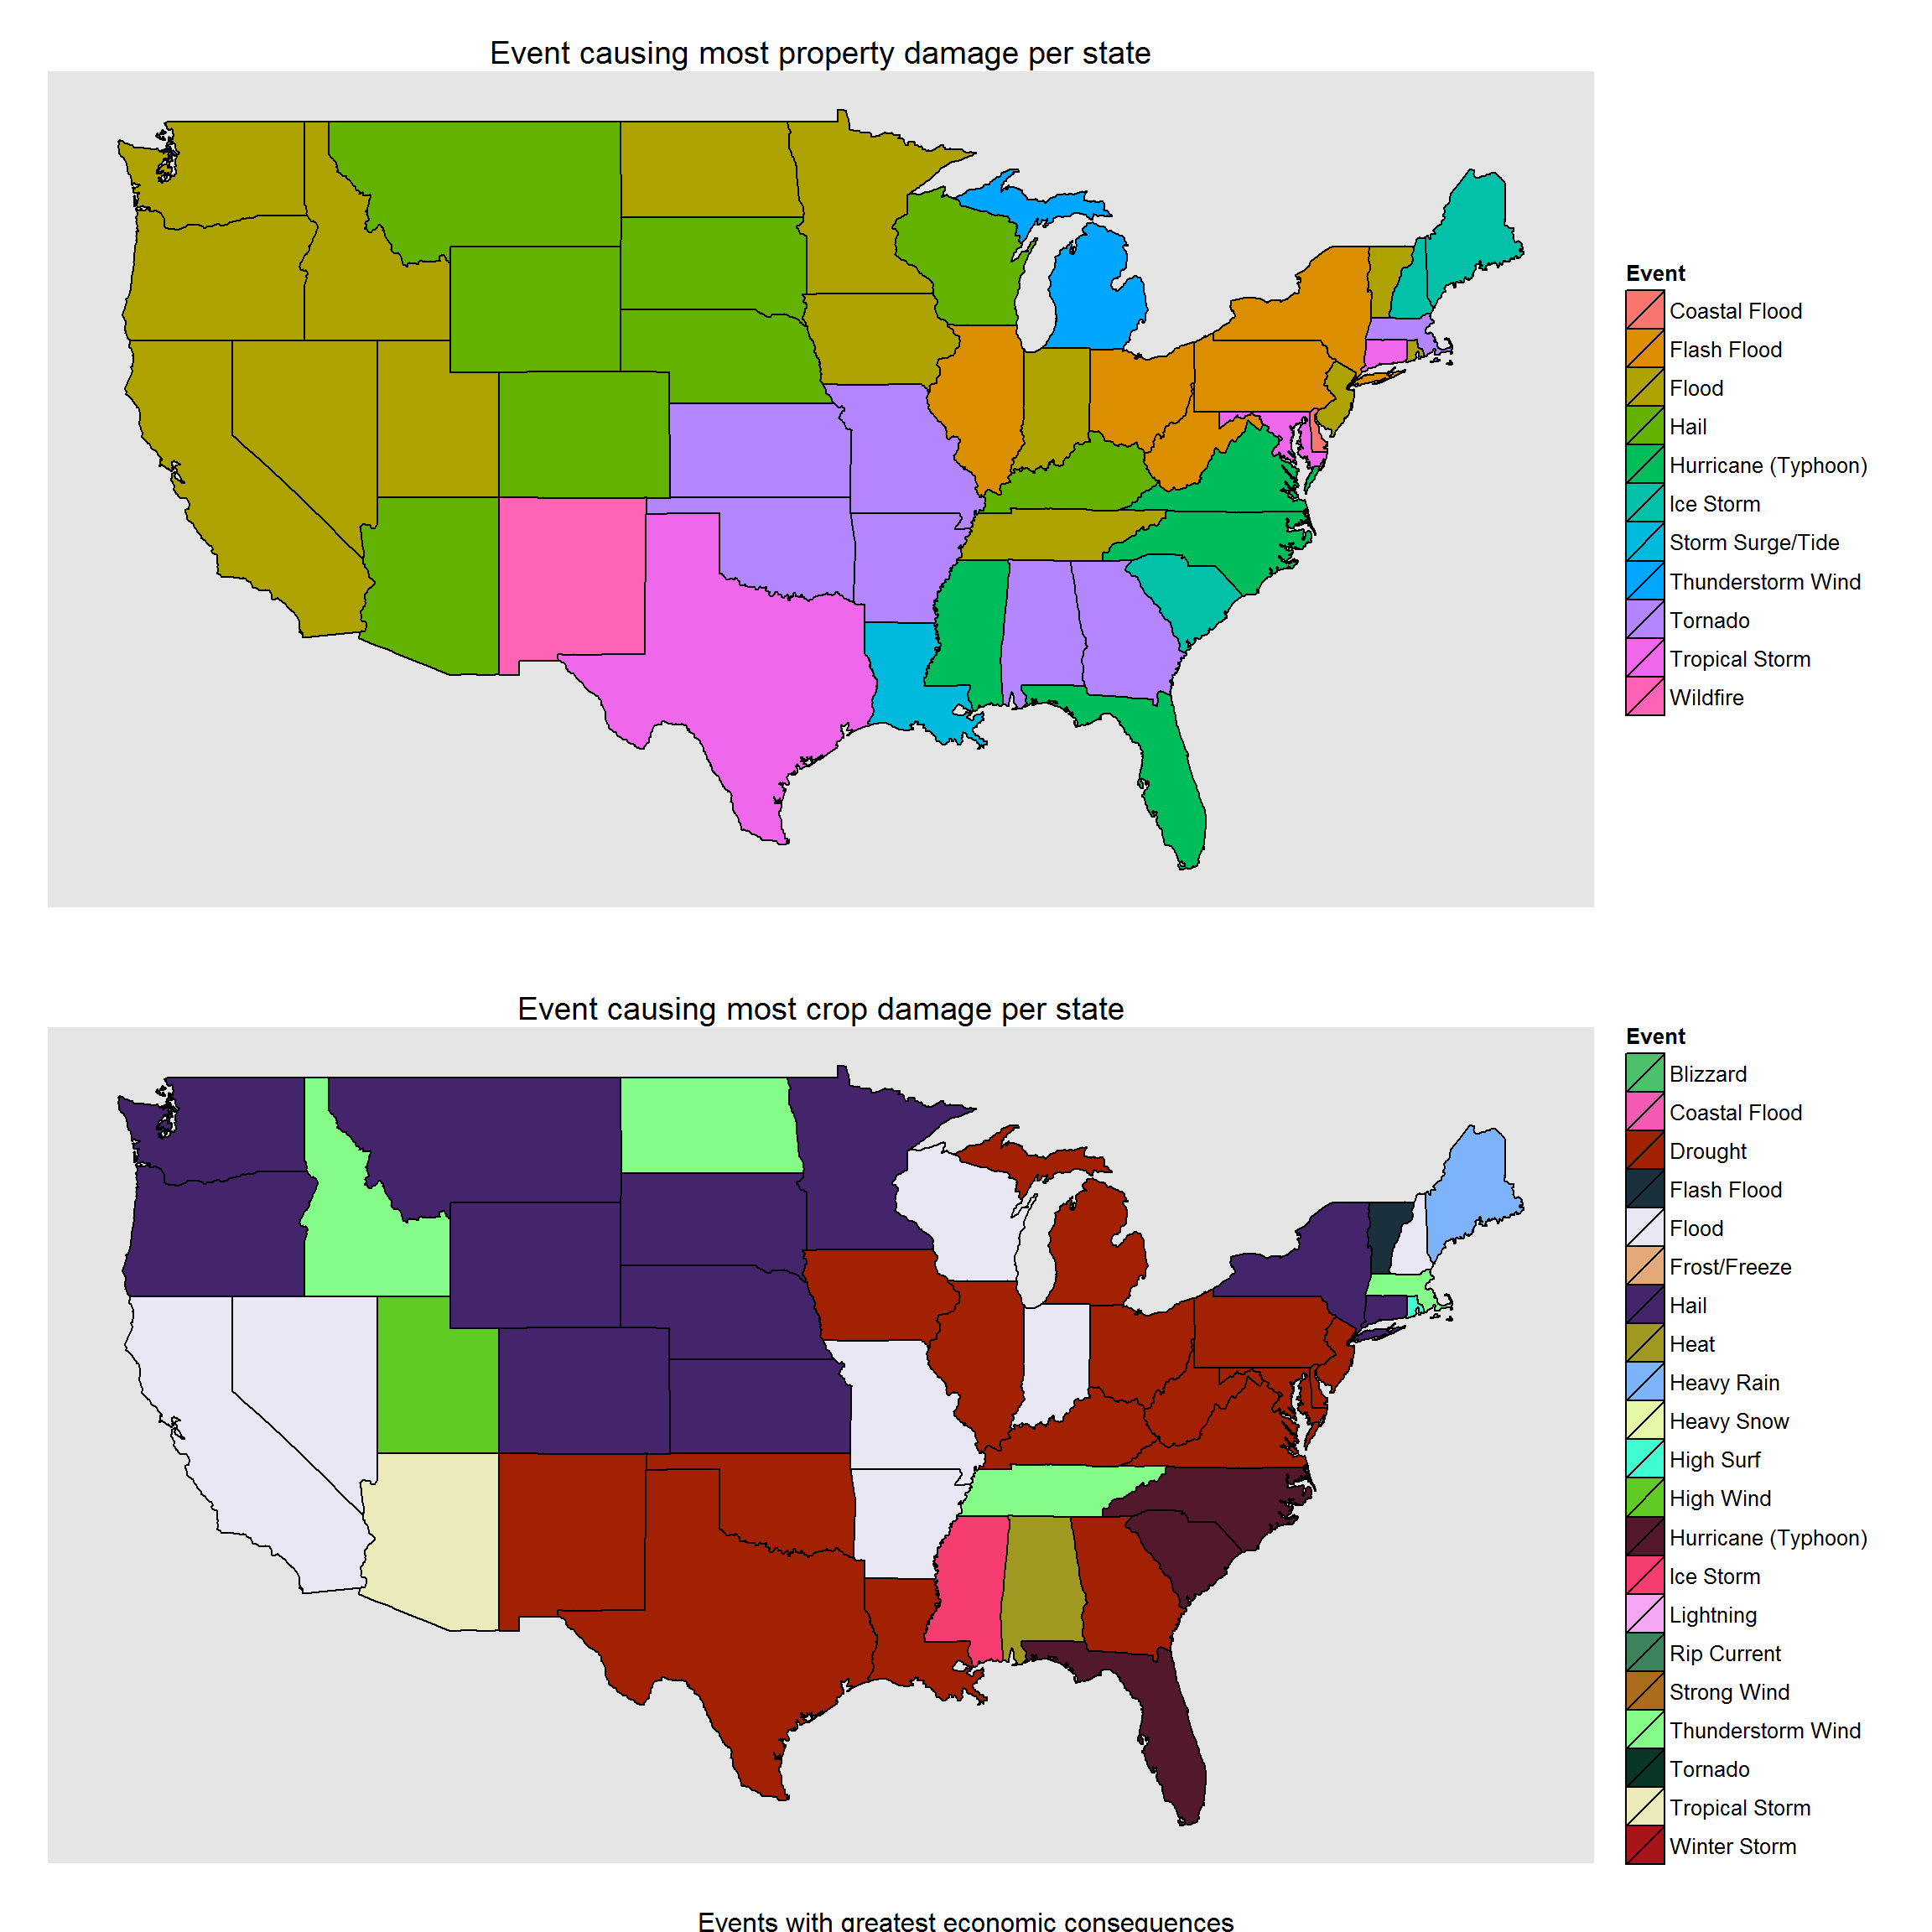 Event causing most property damage per state
Event
Coastal Flood
Flash Flood
Flood
Hail
Hurricane (Typhoon)
Ice Storm
Storm Surge/Tide
Thunderstorm Wind
Tornado
Tropical Storm
Wildfire
Event causing most crop damage per state
Event
Blizzard
Coastal Flood
Drought
Flash Flood
Flood
Frost/Freeze
Hail
Heat
Heavy Rain
Heavy Snow
High Surf
High Wind
Hurricane (Typhoon)
Ice Storm
Lightning
Rip Current
Strong Wind
Thunderstorm Wind
Tornado
Tropical Storm
Winter Storm
Events with greatest economic consequences